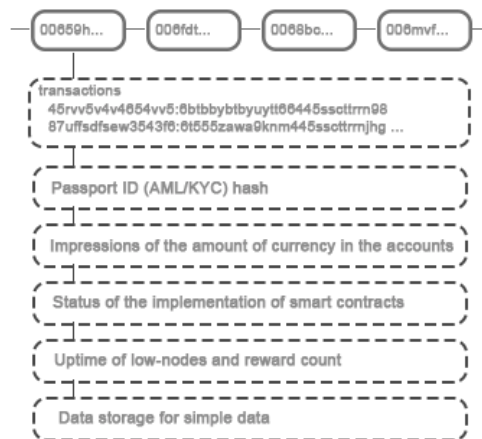 00659h... 006fdt... 0068bc... 006mvf...
transactions
45rvv5v4v4654vv5:6btbbybtbyuytt66445sscttrrn98
87uffsdfsew3543f6:6t555zawa9knm445sscttrrnjhg ...
Passport ID (AML/KYC) hash
Impressions of the amount of currency in the accounts
Status of the implementation of smart contracts
Uptime of low-nodes and reward count
Data storage for simple data